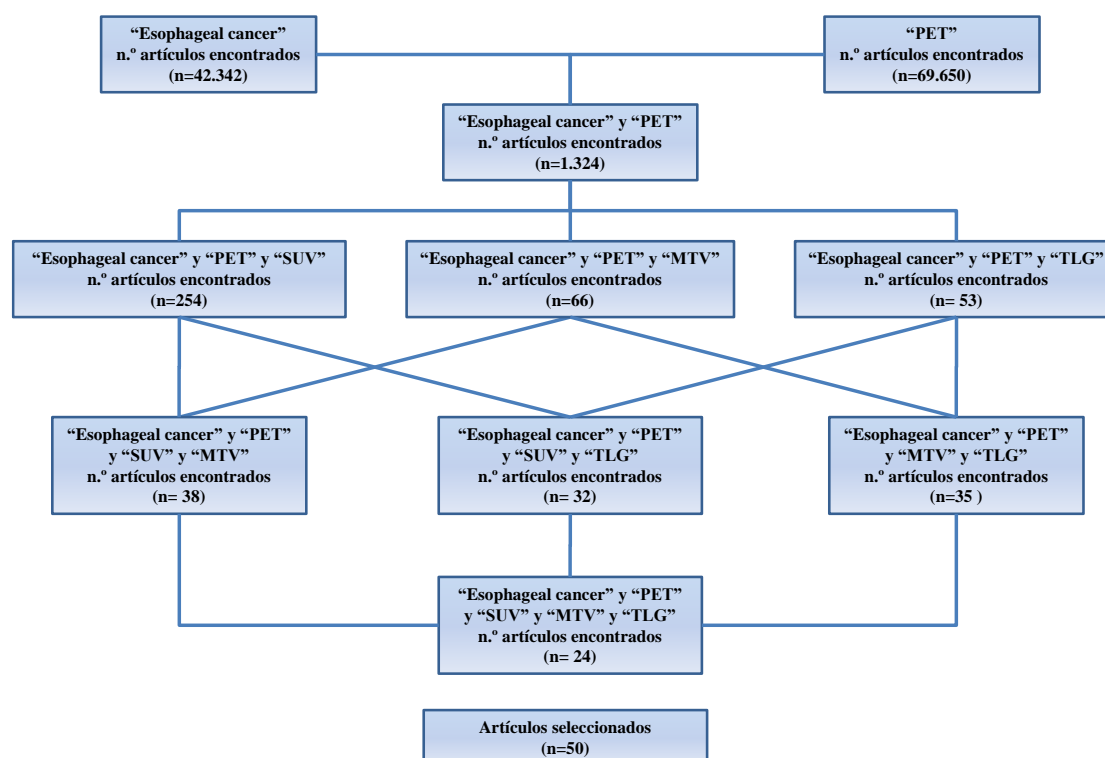 “Esophageal cancer”
n.º artículos encontrados
(n=42.342)
“PET”
n.º artículos encontrados
(n=69.650)
“Esophageal cancer” y “PET”
n.º artículos encontrados
(n=1.324)
“Esophageal cancer” y “PET” y “SUV”
n.º artículos encontrados
(n=254)
“Esophageal cancer” y “PET” y “MTV”
n.º artículos encontrados
(n=66)
“Esophageal cancer” y “PET” y “TLG”
n.º artículos encontrados
(n= 53)
“Esophageal cancer” y “PET”
y “SUV” y “MTV”
n.º artículos encontrados
(n= 38)
“Esophageal cancer” y “PET”
y “SUV” y “TLG”
n.º artículos encontrados
(n= 32)
“Esophageal cancer” y “PET”
y “MTV” y “TLG”
n.º artículos encontrados
(n=35 )
“Esophageal cancer” y “PET”
y “SUV” y “MTV” y “TLG”
n.º artículos encontrados
(n= 24)
Artículos seleccionados
(n=50)